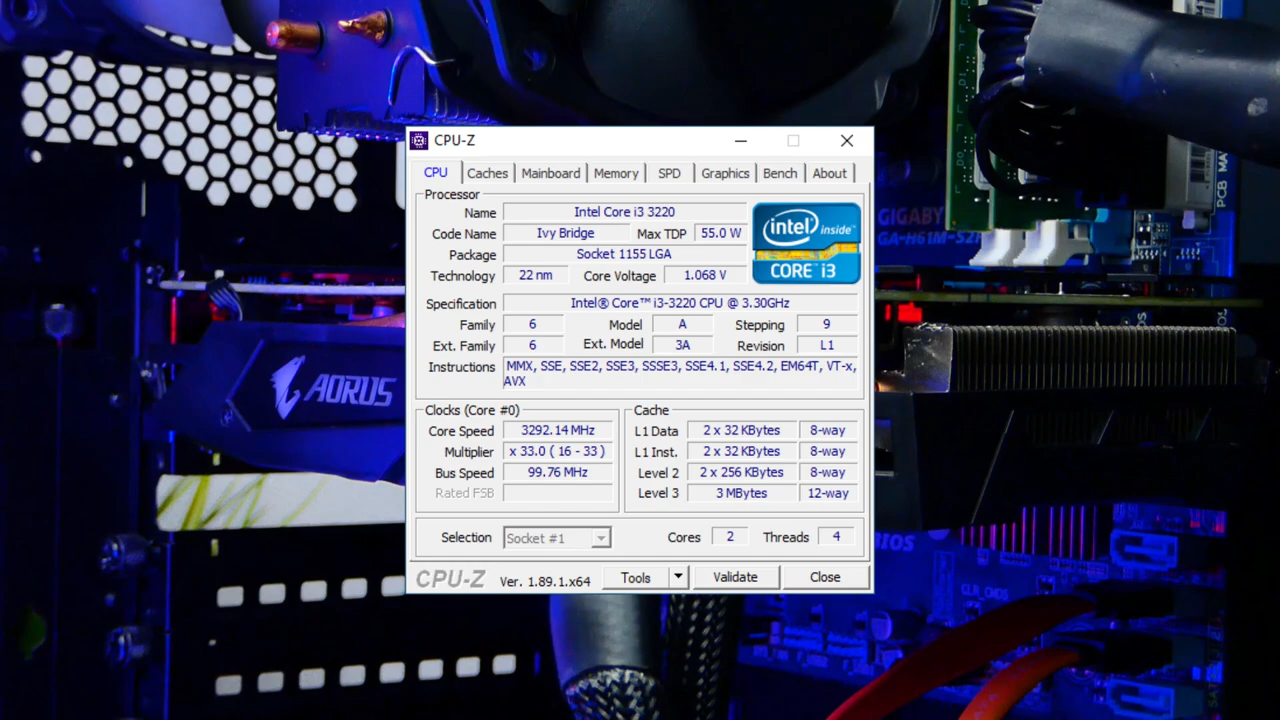 CPU-Z
CPU Caches Mainboard Memory SPD Graphics Bench About
Processor
Name Intel Core i3 3220
Code Name Ivy Bridge Max TDP 55.0 W
Package Socket 1155 LGA
Technology 22 nm Core Voltage 1.068 V
intel inside™
CORE™ i3
Specification Intel® Core™ i3-3220 CPU @ 3.30GHz
Family 6 Model A Stepping 9
Ext. Family 6 Ext. Model 3A Revision L1
Instructions MMX, SSE, SSE2, SSE3, SSSE3, SSE4.1, SSE4.2, EM64T, VT-x,
AVX
Clocks (Core #0)
Core Speed 3292.14 MHz
Multiplier x 33.0 ( 16 - 33 )
Bus Speed 99.76 MHz
Rated FSB
Cache
L1 Data 2 x 32 KBytes 8-way
L1 Inst. 2 x 32 KBytes 8-way
Level 2 2 x 256 KBytes 8-way
Level 3 3 MBytes 12-way
Selection Socket #1 Cores 2 Threads 4
CPU-Z Ver. 1.89.1.x64 Tools Validate Close
AORUS
GIGABY
GA-H61M-S2
PCB MA
BIOS
CLR_CMOS